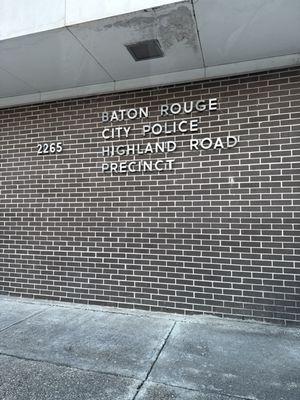 2265
BATON ROUGE
CITY POLICE
HIGHLAND ROAD
PRECINCT